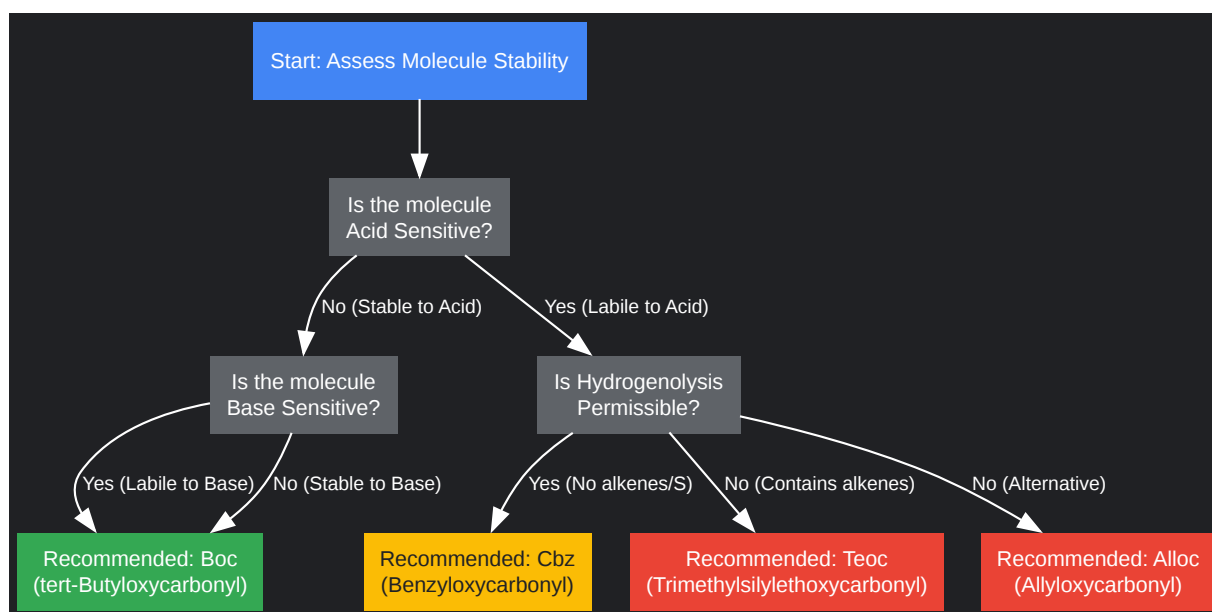 Start: Assess Molecule Stability
Is the molecule
Acid Sensitive?
No (Stable to Acid)
Yes (Labile to Acid)
Is the molecule
Base Sensitive?
Is Hydrogenolysis
Permissible?
Yes (Labile to Base)
No (Stable to Base)
Yes (No alkenes/S)
No (Contains alkenes)
No (Alternative)
Recommended: Boc
(tert-Butyloxycarbonyl)
Recommended: Cbz
(Benzyloxycarbonyl)
Recommended: Teoc
(Trimethylsilylethoxycarbonyl)
Recommended: Alloc
(Allyloxycarbonyl)